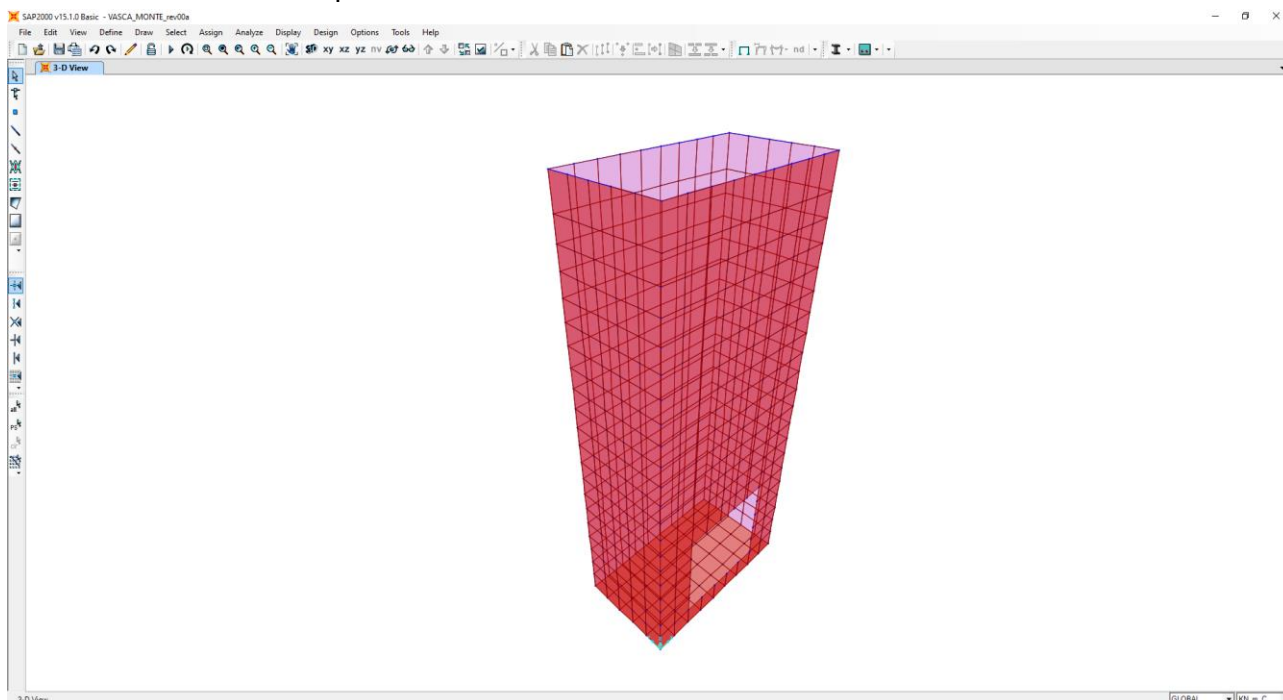 SAP2000 v15.1.0 Basic - VASCA_MONTE_rev00a
File Edit View Define Draw Select Assign Analyze Display Design Options Tools Help
xy xz yz nv nd
3-D View
3-D View GLOBAL